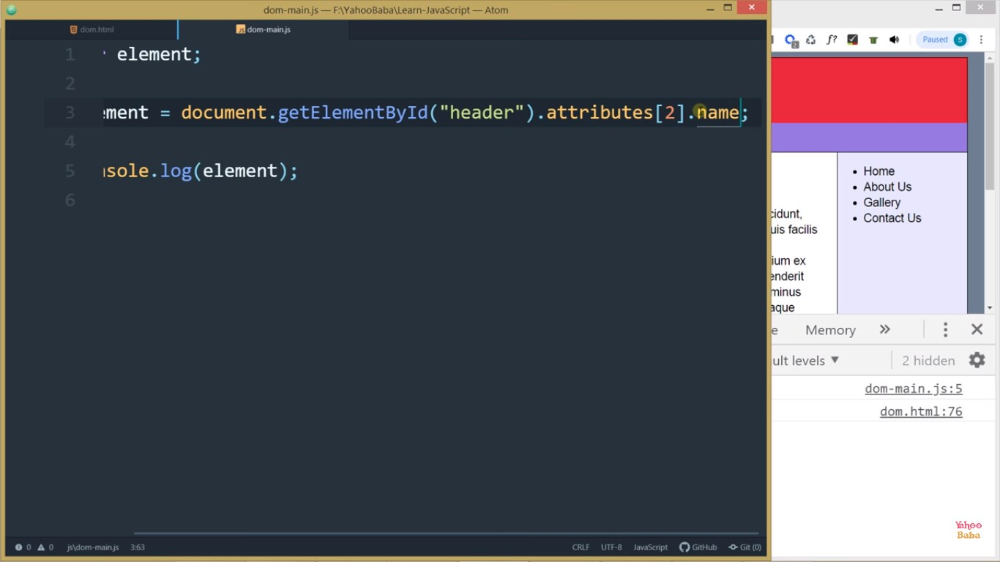 dom-main.js — F:\YahooBaba\Learn-JavaScript — Atom
dom.html
dom-main.js
1 element;
2
3 ement = document.getElementById("header").attributes[2].name;
4
5 nsole.log(element);
6
f?
Paused S
2
Home
About Us
Gallery
Contact Us
cidunt,
uis facilis
ium ex
enderit
minus
aque
e Memory »
ult levels ▼ 2 hidden
dom-main.js:5
dom.html:76
Yahoo
Baba
0 0 js\dom-main.js 3:63 CRLF UTF-8 JavaScript GitHub Git (0)